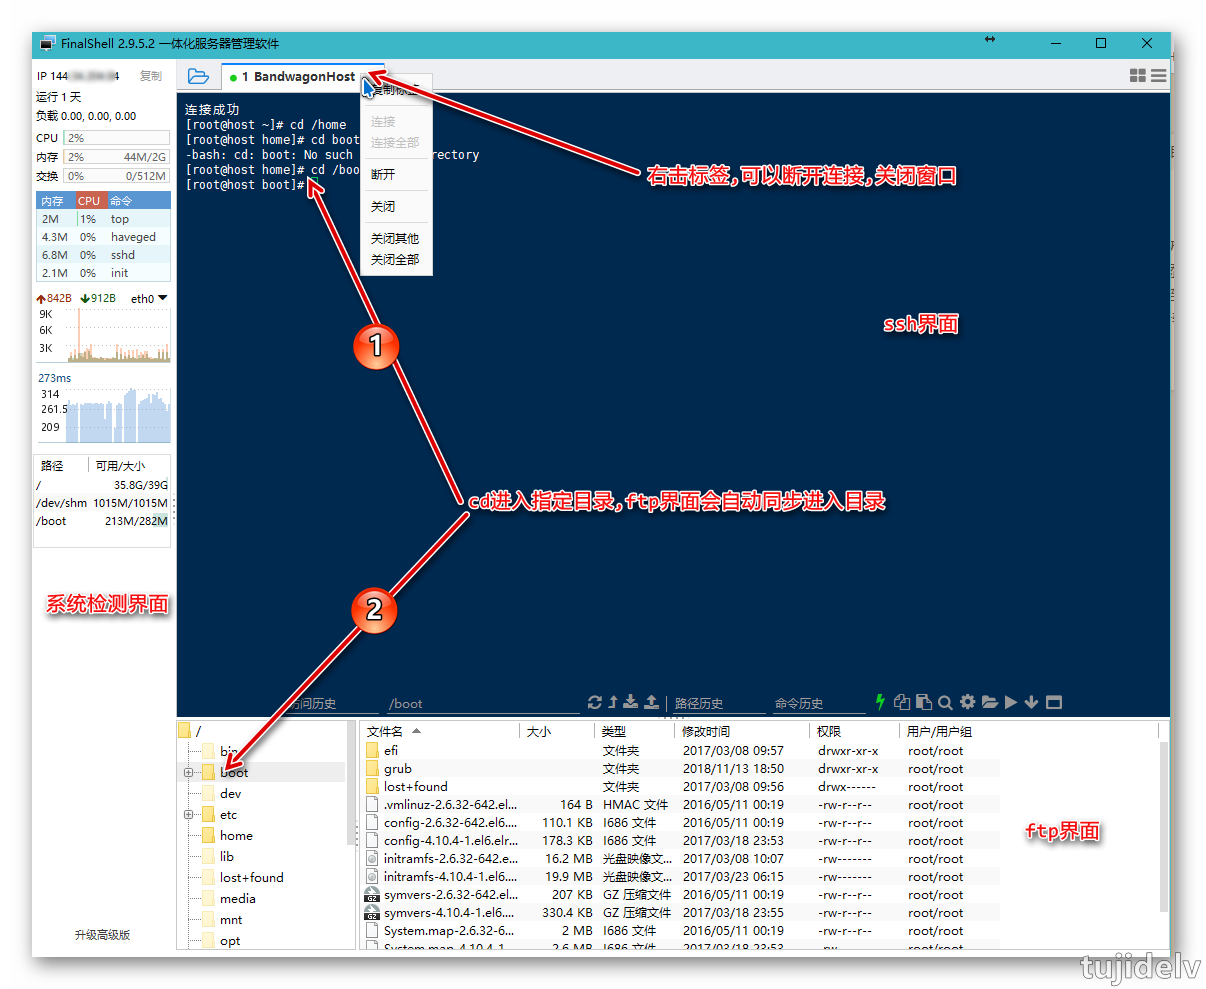 FinalShell 2.9.5.2 一体化服务器管理软件
IP 144 4 复制
运行 1 天
负载 0.00, 0.00, 0.00
CPU 2%
内存 2% 44M/2G
交换 0% 0/512M
内存 CPU 命令
2M 1% top
4.3M 0% haveged
6.8M 0% sshd
2.1M 0% init
842B 912B eth0
9K
6K
3K
273ms
314
261.5
209
路径 可用/大小
/ 35.8G/39G
/dev/shm 1015M/1015M
/boot 213M/282M
系统检测界面
升级高级版
1 BandwagonHost
连接成功
[root@host ~]# cd /home
[root@host home]# cd boot
-bash: cd: boot: No such rectory
[root@host home]# cd /boo
[root@host boot]#
复制标签
连接
连接全部
断开
关闭
关闭其他
关闭全部
右击标签,可以断开连接,关闭窗口
ssh界面
1
cd进入指定目录,ftp界面会自动同步进入目录
2
访问历史 /boot 路径历史 命令历史
/
bin
boot
dev
etc
home
lib
lost+found
media
mnt
opt
文件名 大小 类型 修改时间 权限 用户/用户组
efi 文件夹 2017/03/08 09:57 drwxr-xr-x root/root
grub 文件夹 2018/11/13 18:50 drwxr-xr-x root/root
lost+found 文件夹 2017/03/08 09:56 drwx------ root/root
.vmlinuz-2.6.32-642.el... 164 B HMAC 文件 2016/05/11 00:19 -rw-r--r-- root/root
config-2.6.32-642.el6.... 110.1 KB I686 文件 2016/05/11 00:19 -rw-r--r-- root/root
config-4.10.4-1.el6.elr... 178.3 KB I686 文件 2017/03/18 23:53 -rw-r--r-- root/root
initramfs-2.6.32-642.e... 16.2 MB 光盘映像文... 2017/03/08 10:07 -rw------- root/root
initramfs-4.10.4-1.el6.... 19.9 MB 光盘映像文... 2017/03/23 06:15 -rw------- root/root
symvers-2.6.32-642.el... 207 KB GZ 压缩文件 2016/05/11 00:19 -rw-r--r-- root/root
symvers-4.10.4-1.el6.... 330.4 KB GZ 压缩文件 2017/03/18 23:55 -rw-r--r-- root/root
System.map-2.6.32-6... 2 MB I686 文件 2016/05/11 00:19 -rw-r--r-- root/root
System.map-4.10.4-1 2.6 MB I686 文件 2017/03/18 23:53 -rw root/root
ftp界面
tujidelv